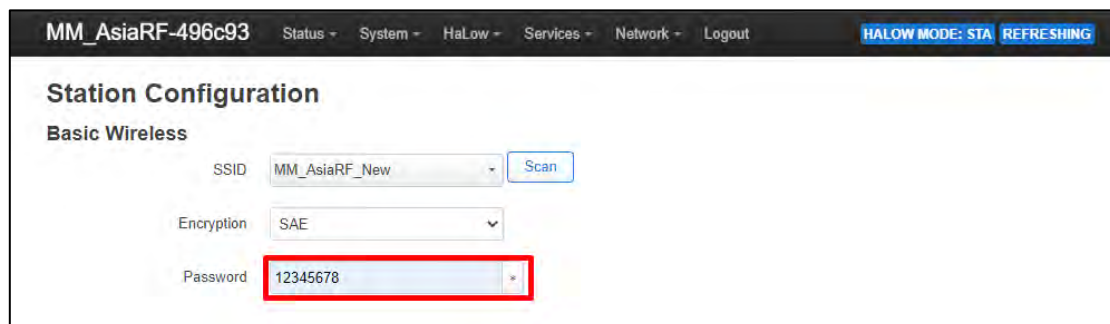 MM_AsiaRF-496c93 Status System HaLow Services Network Logout HALOW MODE: STA REFRESHING
Station Configuration
Basic Wireless
SSID MM_AsiaRF_New Scan
Encryption SAE
Password 12345678 *